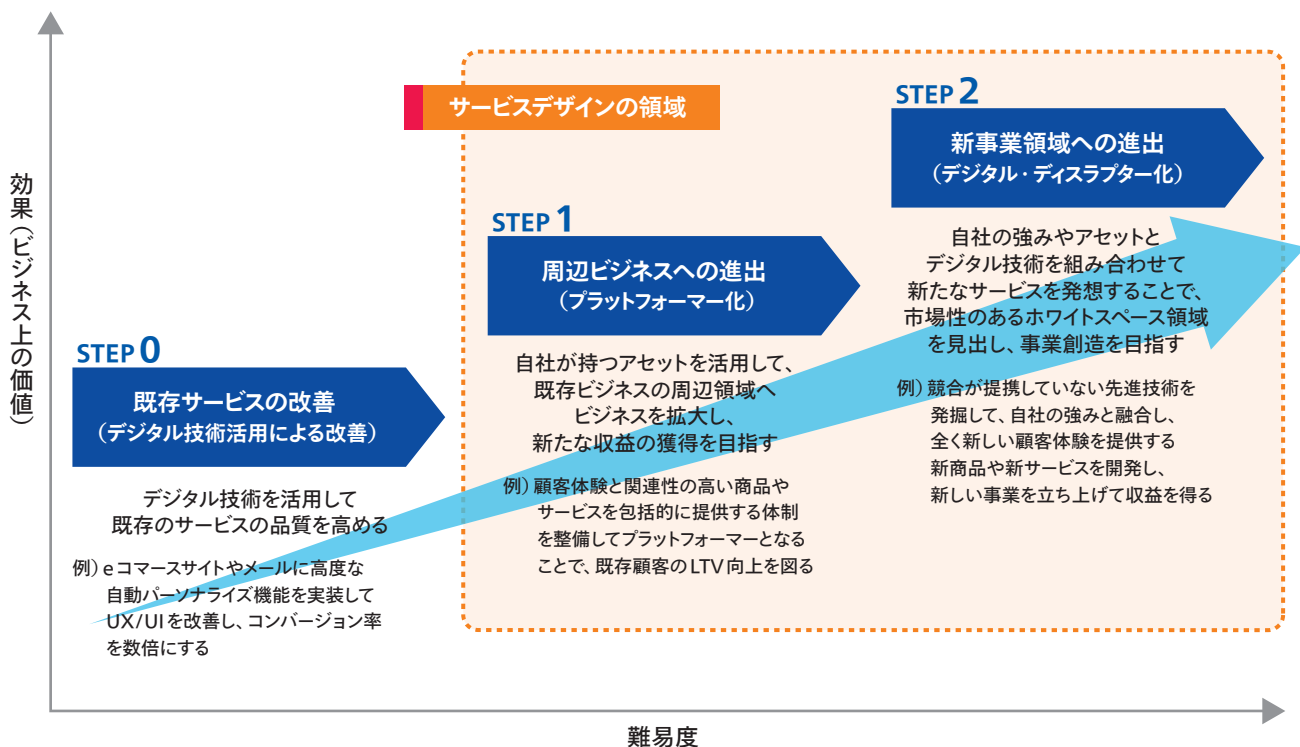 効果（ビジネス上の価値）
サービスデザインの領域
STEP 0
既存サービスの改善
（デジタル技術活用による改善）
デジタル技術を活用して
既存のサービスの品質を高める
例）eコマースサイトやメールに高度な
自動パーソナライズ機能を実装して
UX/UIを改善し、コンバージョン率
を数倍にする
STEP 1
周辺ビジネスへの進出
（プラットフォーマー化）
自社が持つアセットを活用して、
既存ビジネスの周辺領域へ
ビジネスを拡大し、
新たな収益の獲得を目指す
例）顧客体験と関連性の高い商品や
サービスを包括的に提供する体制
を整備してプラットフォーマーとなる
ことで、既存顧客のLTV向上を図る
STEP 2
新事業領域への進出
（デジタル・ディスラプター化）
自社の強みやアセットと
デジタル技術を組み合わせて
新たなサービスを発想することで、
市場性のあるホワイトスペース領域
を見出し、事業創造を目指す
例）競合が提携していない先進技術を
発掘して、自社の強みと融合し、
全く新しい顧客体験を提供する
新商品や新サービスを開発し、
新しい事業を立ち上げて収益を得る
難易度